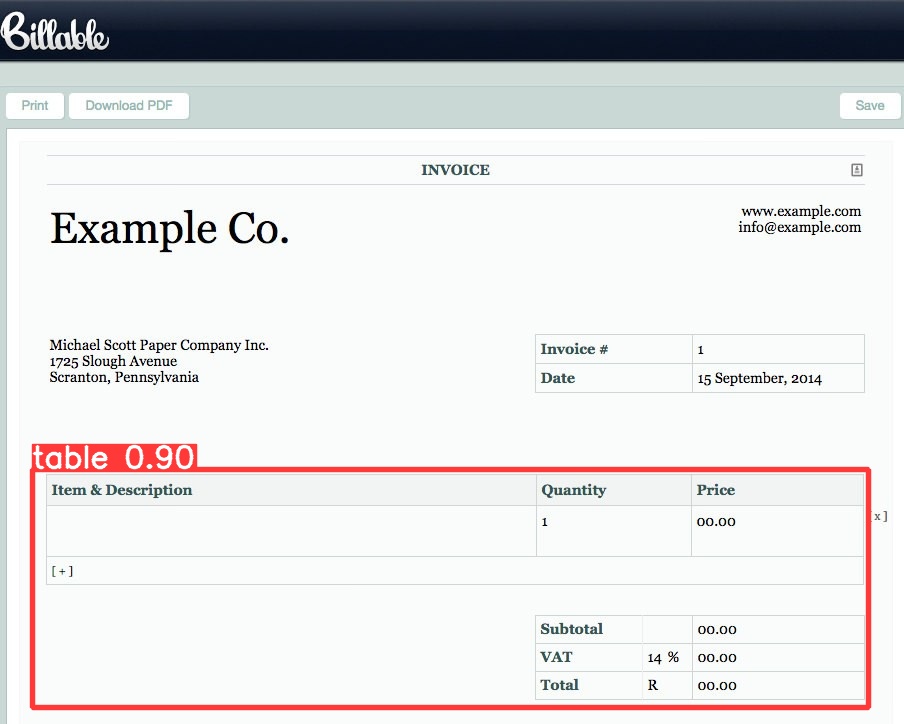 Billable
Print Download PDF Save
INVOICE
Example Co.
www.example.com
info@example.com
Michael Scott Paper Company Inc.
1725 Slough Avenue
Scranton, Pennsylvania
Invoice # 1
Date 15 September, 2014
table 0.90
Item & Description Quantity Price
1 00.00 [x]
[+]
Subtotal 00.00
VAT 14 % 00.00
Total R 00.00